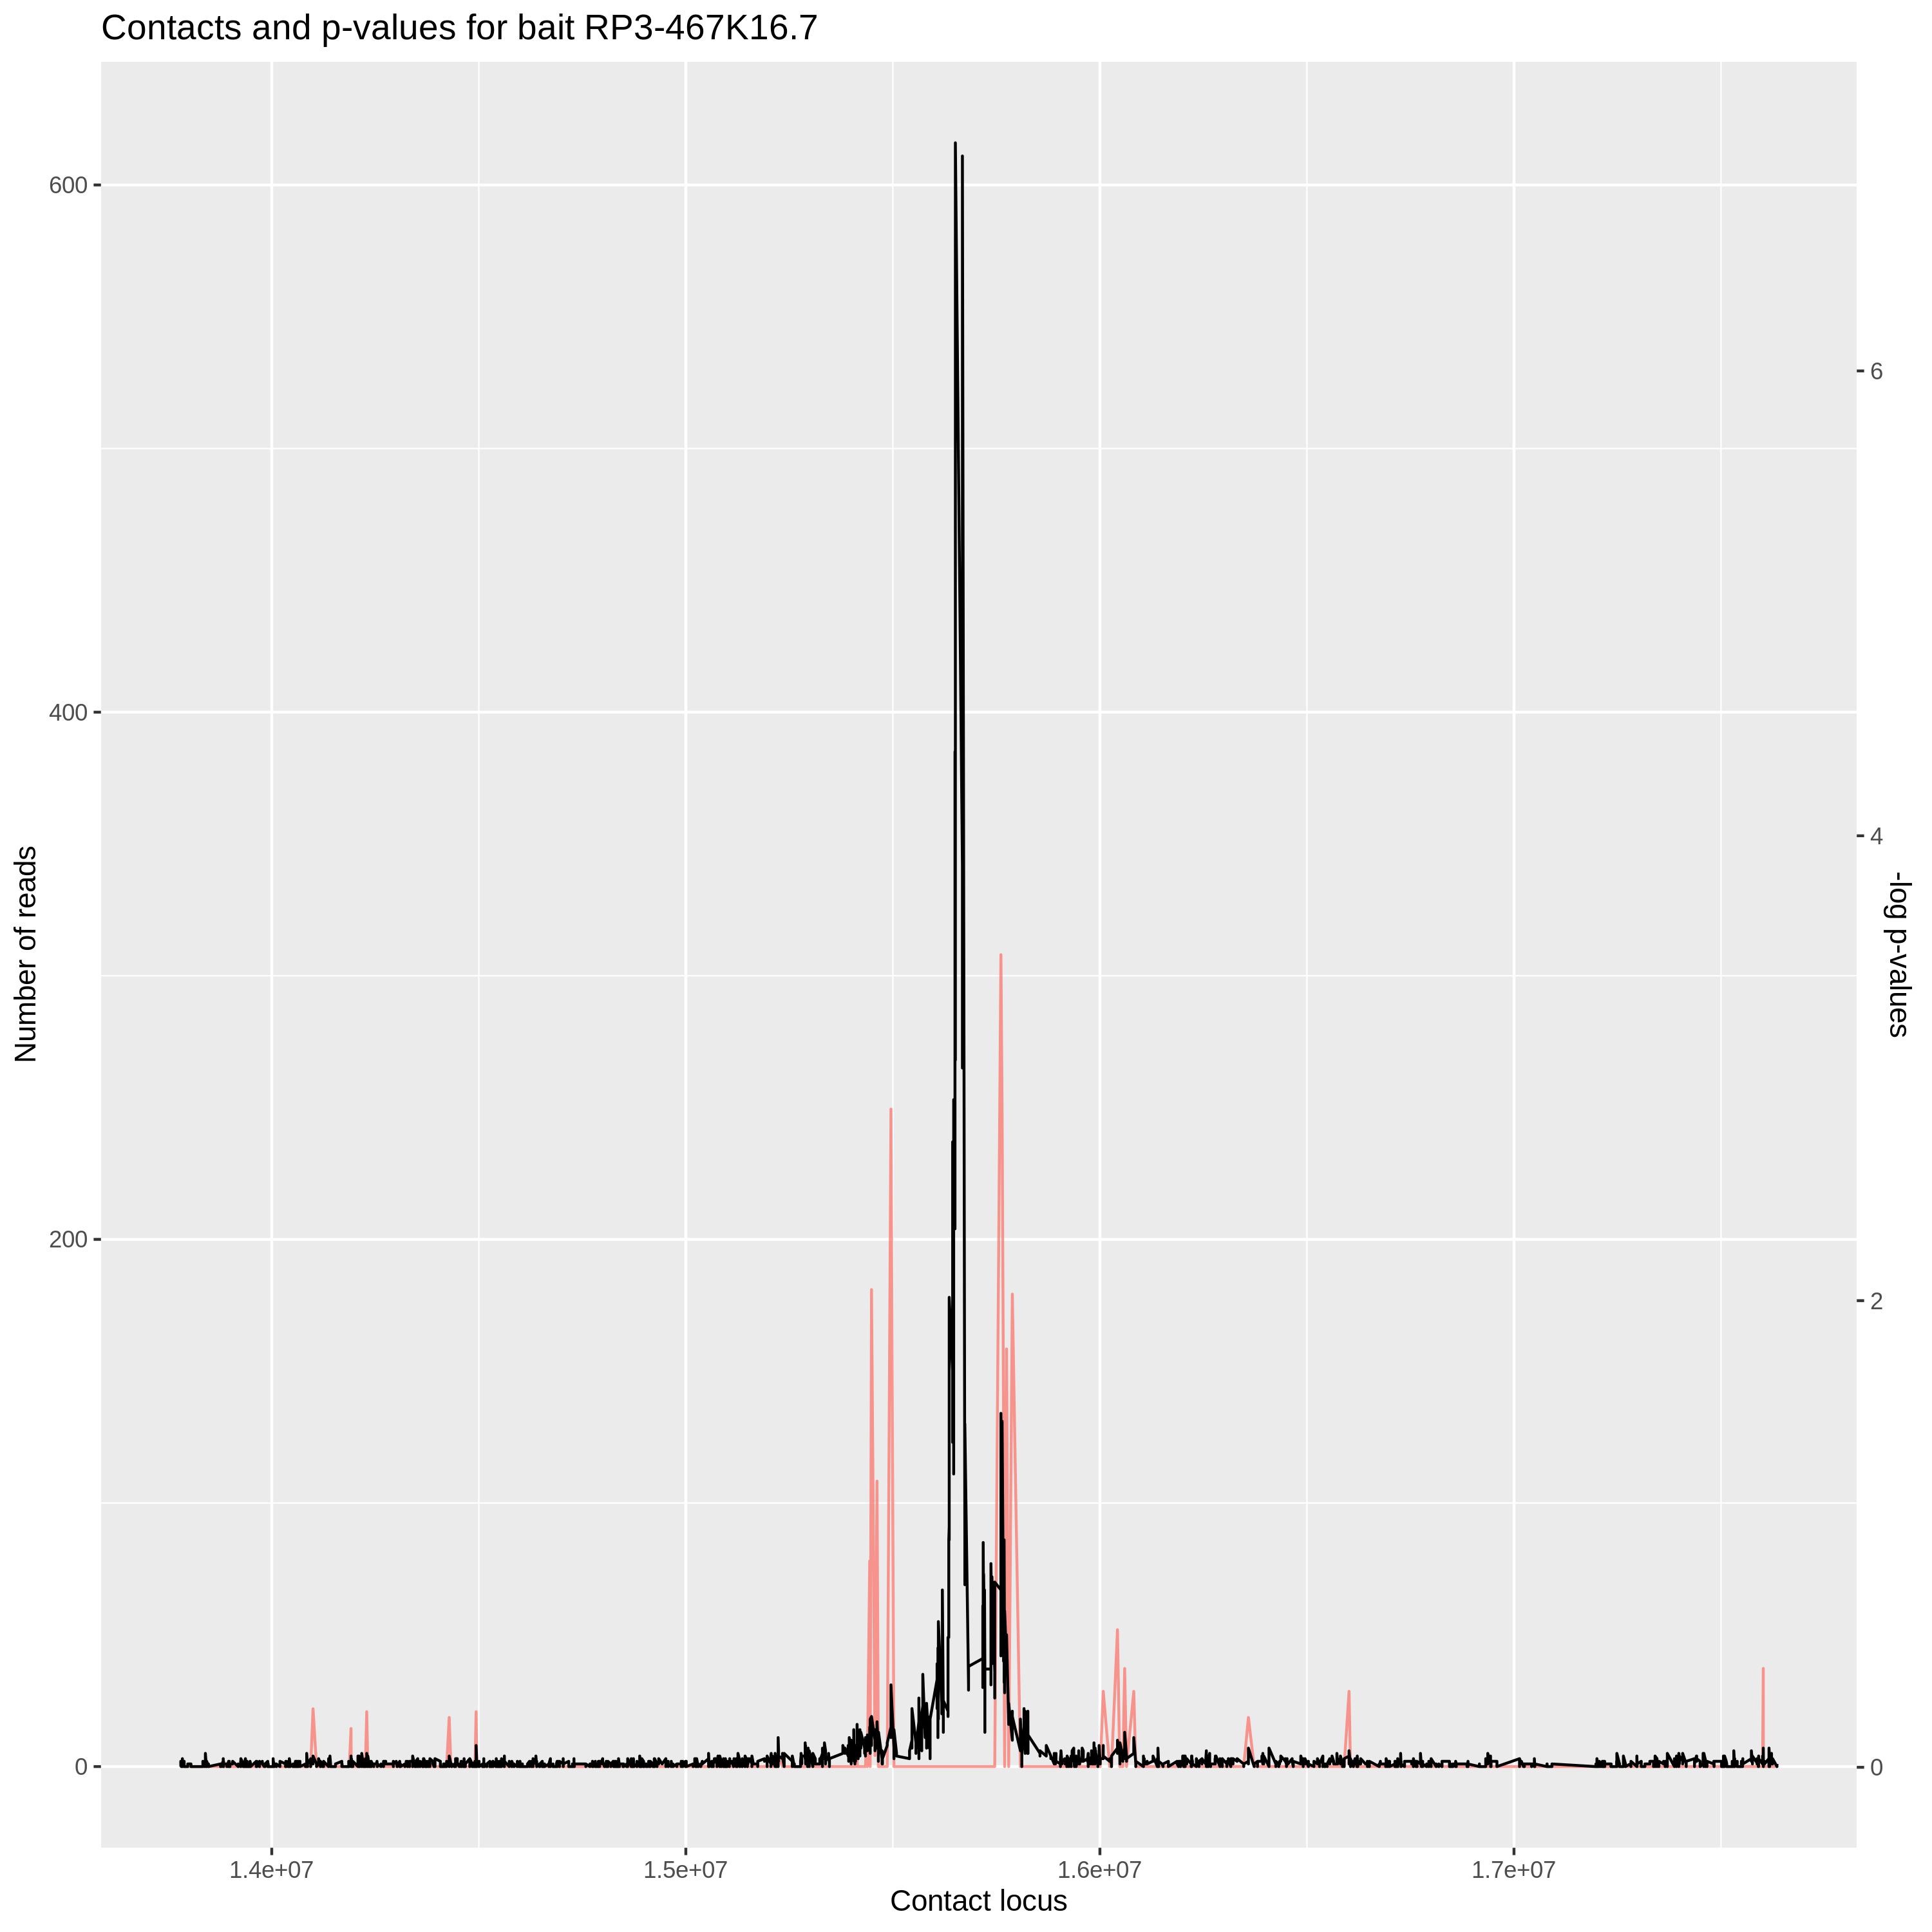 Contacts and p-values for bait RP3-467K16.7
600
400
200
0
Number of reads
6
4
2
0
-log p-values
1.4e+07
1.5e+07
1.6e+07
1.7e+07
Contact locus